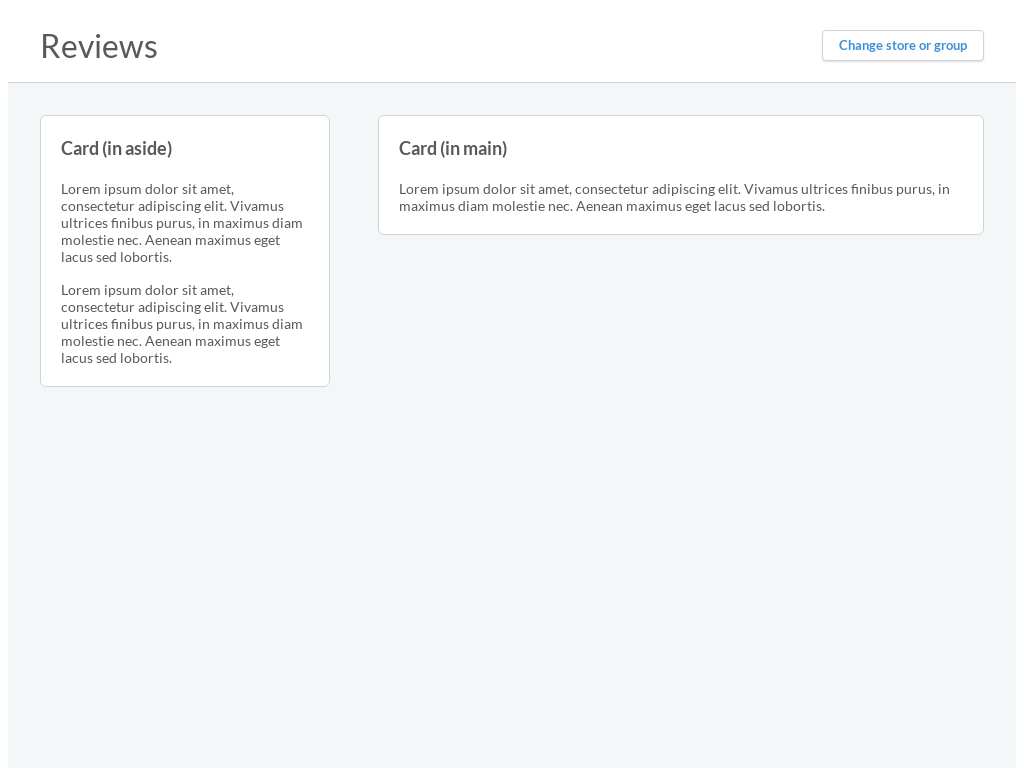 Reviews
Change store or group
Card (in aside)
Lorem ipsum dolor sit amet,
consectetur adipiscing elit. Vivamus
ultrices finibus purus, in maximus diam
molestie nec. Aenean maximus eget
lacus sed lobortis.
Lorem ipsum dolor sit amet,
consectetur adipiscing elit. Vivamus
ultrices finibus purus, in maximus diam
molestie nec. Aenean maximus eget
lacus sed lobortis.
Card (in main)
Lorem ipsum dolor sit amet, consectetur adipiscing elit. Vivamus ultrices finibus purus, in
maximus diam molestie nec. Aenean maximus eget lacus sed lobortis.